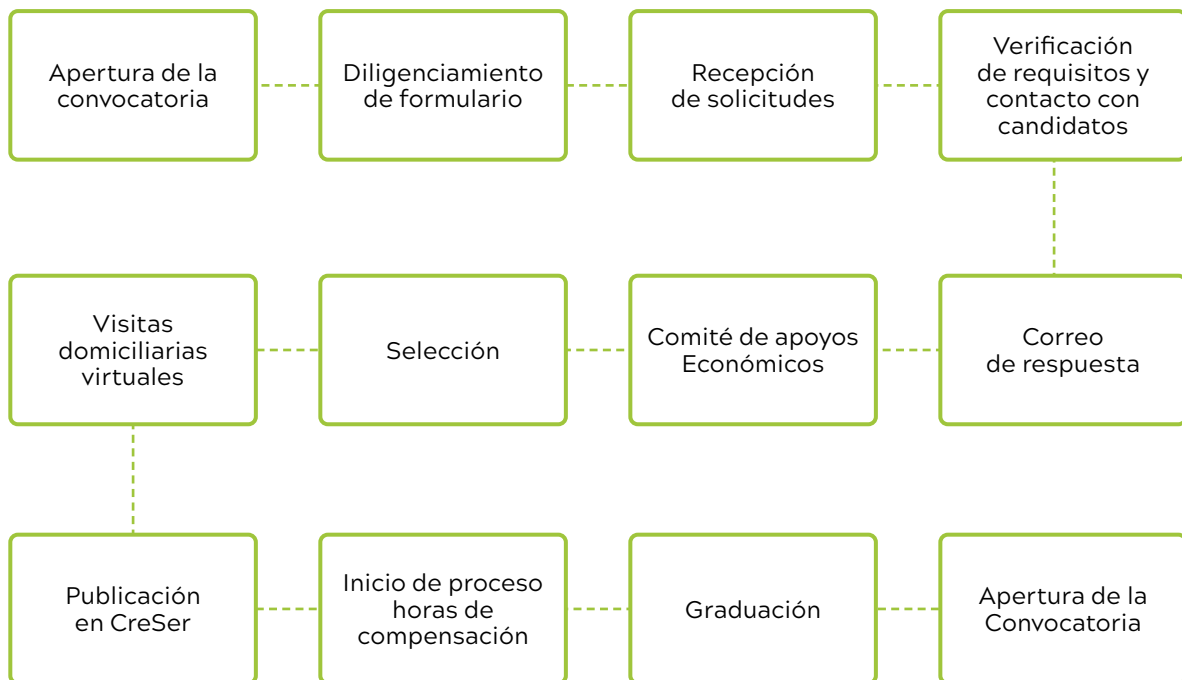 Apertura de la
convocatoria
Diligenciamiento
de formulario
Recepción
de solicitudes
Verificación
de requisitos y
contacto con
candidatos
Visitas
domiciliarias
virtuales
Selección
Comité de apoyos
Económicos
Correo
de respuesta
Publicación
en CreSer
Inicio de proceso
horas de
compensación
Graduación
Apertura de la
Convocatoria